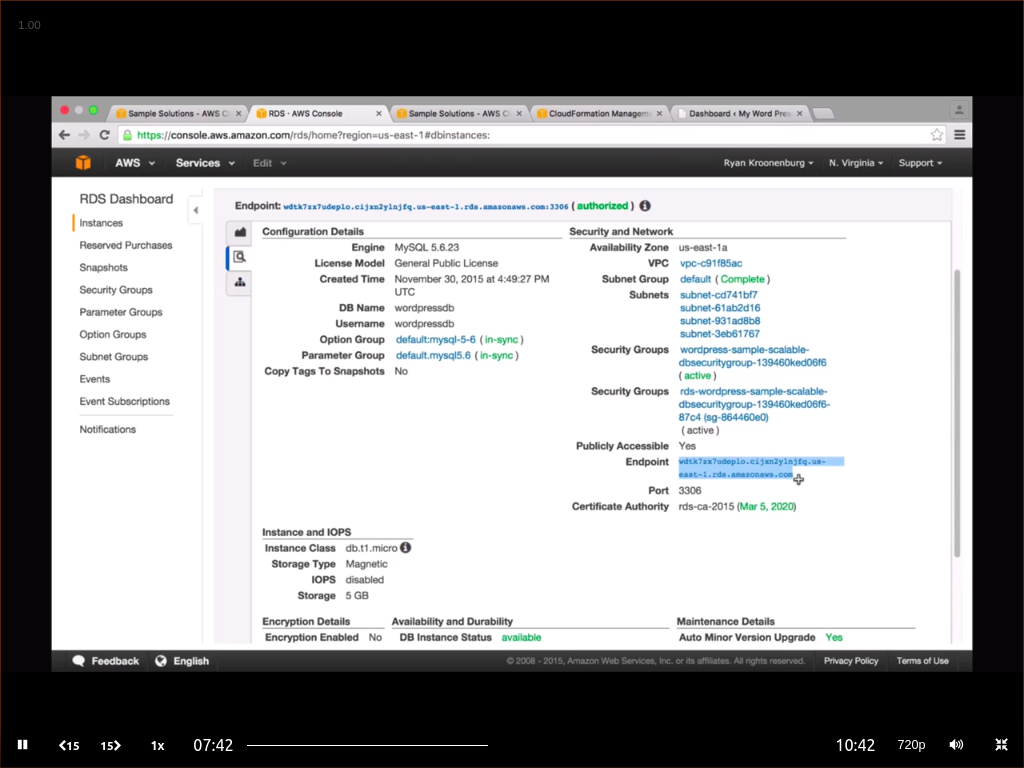 1.00
Sample Solutions - AWS C
RDS · AWS Console
Sample Solutions - AWS C
CloudFormation Managem
Dashboard ‹ My Word Pres
https://console.aws.amazon.com/rds/home?region=us-east-1#dbinstances:
AWS Services Edit Ryan Kroonenburg N. Virginia Support
RDS Dashboard
Instances
Reserved Purchases
Snapshots
Security Groups
Parameter Groups
Option Groups
Subnet Groups
Events
Event Subscriptions
Notifications
Endpoint: wdtk7zx7udeplo.cijxn2ylnjfq.us-east-1.rds.amazonaws.com:3306 ( authorized )
Configuration Details
Engine MySQL 5.6.23
License Model General Public License
Created Time November 30, 2015 at 4:49:27 PM
UTC
DB Name wordpressdb
Username wordpressdb
Option Group default:mysql-5-6 ( in-sync )
Parameter Group default.mysql5.6 ( in-sync )
Copy Tags To Snapshots No
Security and Network
Availability Zone us-east-1a
VPC vpc-c91f85ac
Subnet Group default ( Complete )
Subnets subnet-cd741bf7
subnet-61ab2d16
subnet-931ad8b8
subnet-3eb61767
Security Groups wordpress-sample-scalable-
dbsecuritygroup-139460ked06f6
( active )
Security Groups rds-wordpress-sample-scalable-
dbsecuritygroup-139460ked06f6-
87c4 (sg-864460e0)
( active )
Publicly Accessible Yes
Endpoint wdtk7zx7udeplo.cijxn2ylnjfq.us-
east-1.rds.amazonaws.com
Port 3306
Certificate Authority rds-ca-2015 (Mar 5, 2020)
Instance and IOPS
Instance Class db.t1.micro
Storage Type Magnetic
IOPS disabled
Storage 5 GB
Encryption Details
Encryption Enabled No
Availability and Durability
DB Instance Status available
Maintenance Details
Auto Minor Version Upgrade Yes
Feedback English © 2008 - 2015, Amazon Web Services, Inc. or its affiliates. All rights reserved. Privacy Policy Terms of Use
15 15 1x 07:42 10:42 720p